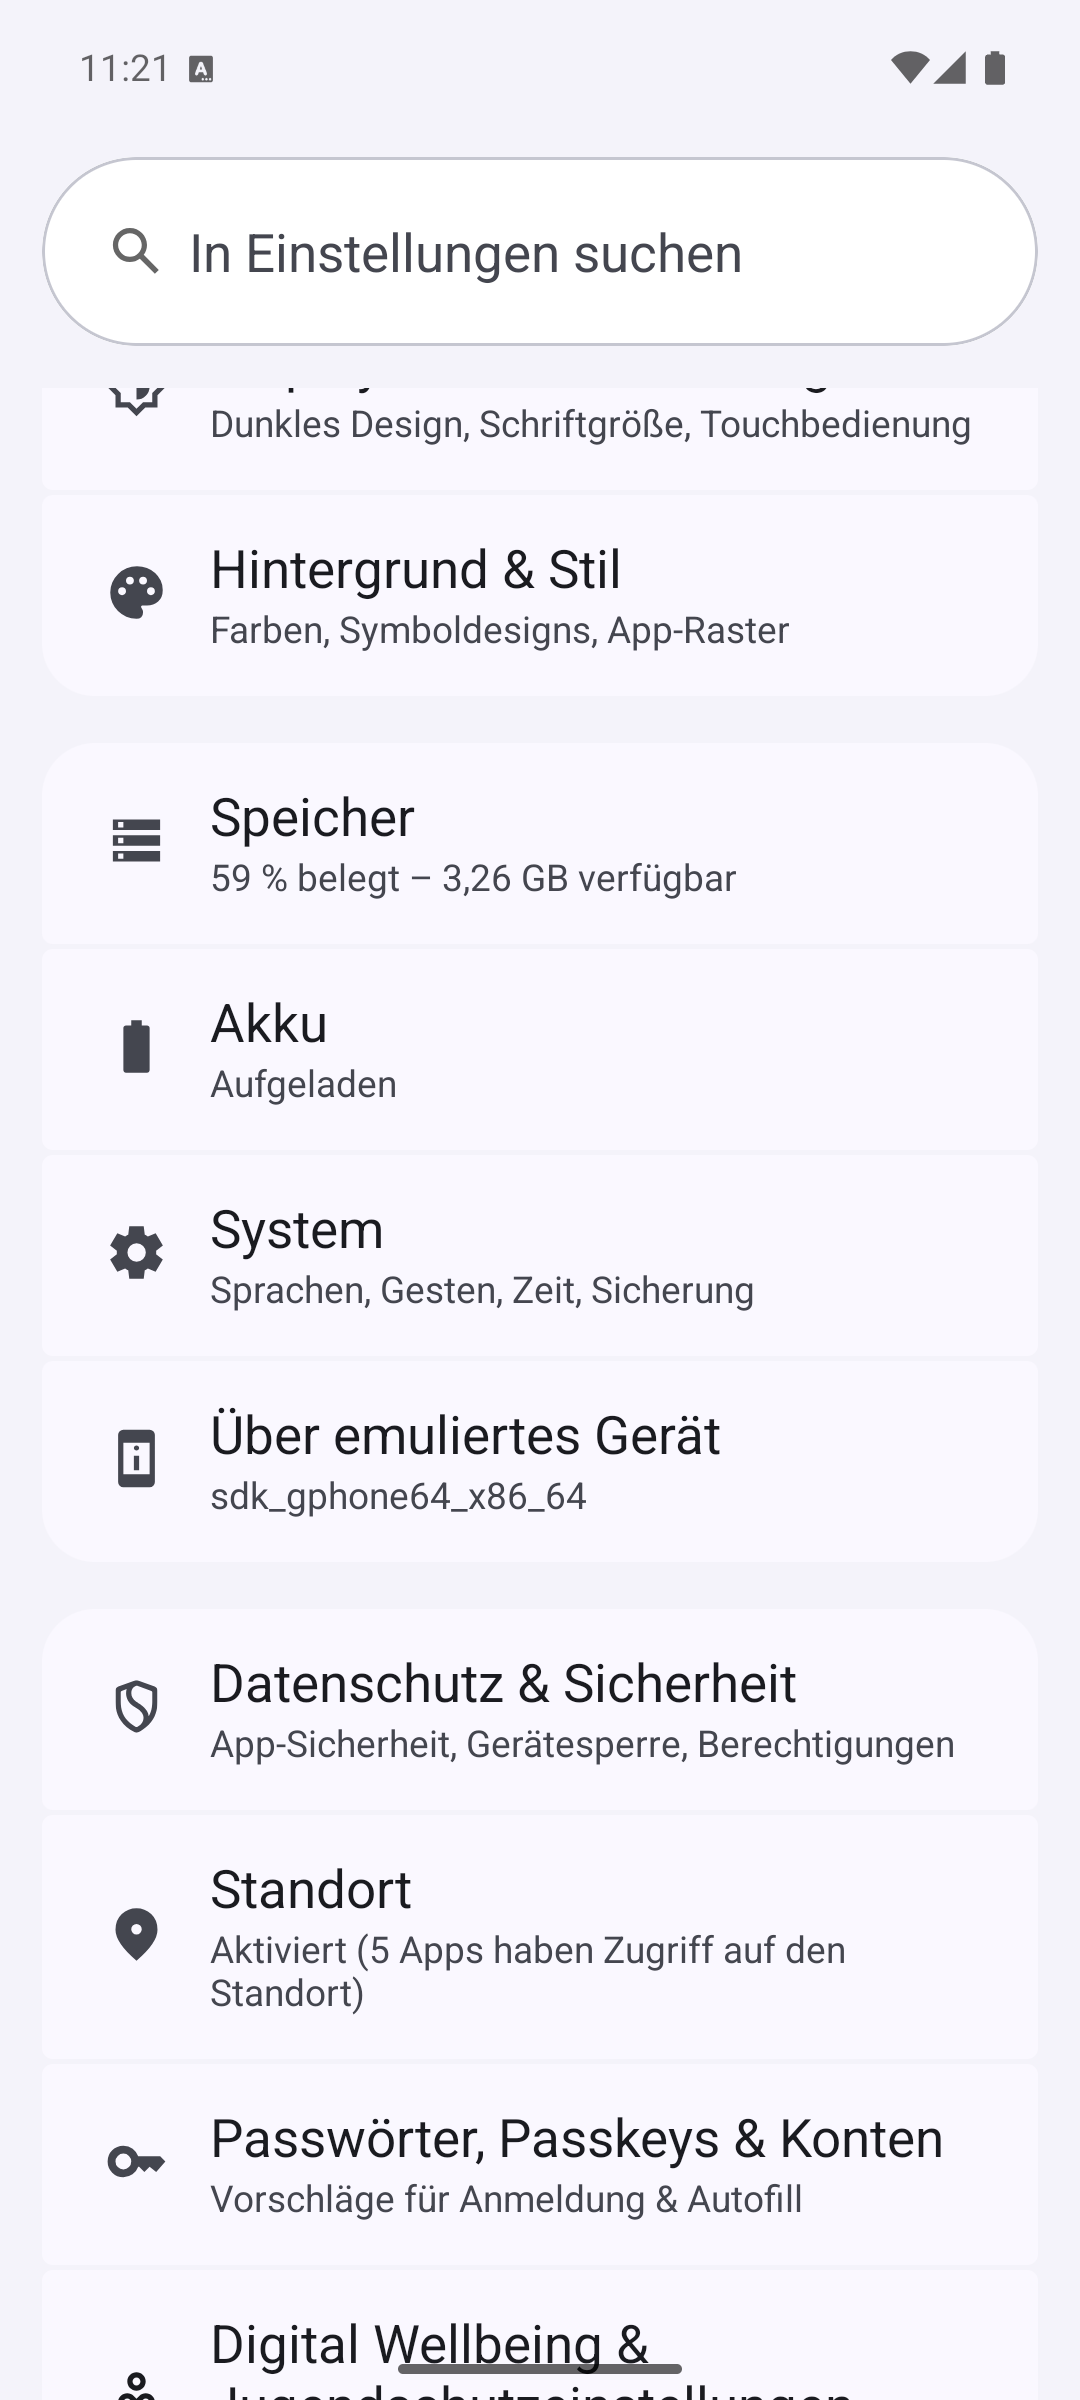 11:21
In Einstellungen suchen
Dunkles Design, Schriftgröße, Touchbedienung
Hintergrund & Stil
Farben, Symboldesigns, App-Raster
Speicher
59 % belegt – 3,26 GB verfügbar
Akku
Aufgeladen
System
Sprachen, Gesten, Zeit, Sicherung
Über emuliertes Gerät
sdk_gphone64_x86_64
Datenschutz & Sicherheit
App-Sicherheit, Gerätesperre, Berechtigungen
Standort
Aktiviert (5 Apps haben Zugriff auf den
Standort)
Passwörter, Passkeys & Konten
Vorschläge für Anmeldung & Autofill
Digital Wellbeing &
Jugendschutzeinstellungen